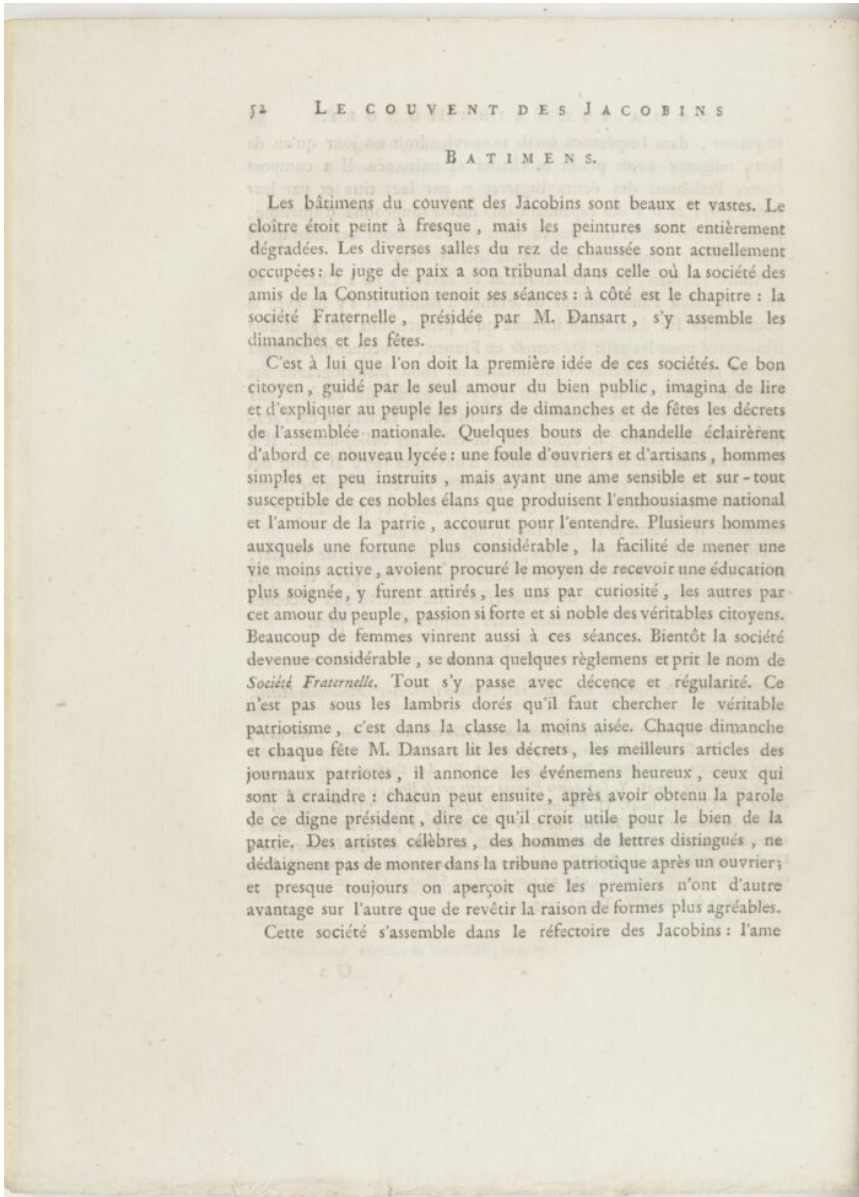 52 LE COUVENT DES JACOBINS
BATIMENS.
Les bâtimens du couvent des Jacobins sont beaux et vastes. Le
cloître étoit peint à fresque, mais les peintures sont entièrement
dégradées. Les diverses salles du rez de chaussée sont actuellement
occupées : le juge de paix a son tribunal dans celle où la société des
amis de la Constitution tenoit ses séances : à côté est le chapitre : la
société Fraternelle, présidée par M. Dansart, s'y assemble les
dimanches et les fêtes.
C'est à lui que l'on doit la première idée de ces sociétés. Ce bon
citoyen, guidé par le seul amour du bien public, imagina de lire
et d'expliquer au peuple les jours de dimanches et de fêtes les décrets
de l'assemblée nationale. Quelques bouts de chandelle éclairèrent
d'abord ce nouveau lycée : une foule d'ouvriers et d'artisans, hommes
simples et peu instruits, mais ayant une ame sensible et sur-tout
susceptible de ces nobles élans que produisent l'enthousiasme national
et l'amour de la patrie, accourut pour l'entendre. Plusieurs hommes
auxquels une fortune plus considérable, la facilité de mener une
vie moins active, avoient procuré le moyen de recevoir une éducation
plus soignée, y furent attirés, les uns par curiosité, les autres par
cet amour du peuple, passion si forte et si noble des véritables citoyens.
Beaucoup de femmes vinrent aussi à ces séances. Bientôt la société
devenue considérable, se donna quelques règlemens et prit le nom de
Société Fraternelle. Tout s'y passe avec décence et régularité. Ce
n'est pas sous les lambris dorés qu'il faut chercher le véritable
patriotisme, c'est dans la classe la moins aisée. Chaque dimanche
et chaque fête M. Dansart lit les décrets, les meilleurs articles des
journaux patriotes, il annonce les événemens heureux, ceux qui
sont à craindre : chacun peut ensuite, après avoir obtenu la parole
de ce digne président, dire ce qu'il croit utile pour le bien de la
patrie. Des artistes célèbres, des hommes de lettres distingués, ne
dédaignent pas de monter dans la tribune patriotique après un ouvrier;
et presque toujours on aperçoit que les premiers n'ont d'autre
avantage sur l'autre que de revêtir la raison de formes plus agréables.
Cette société s'assemble dans le réfectoire des Jacobins : l'ame